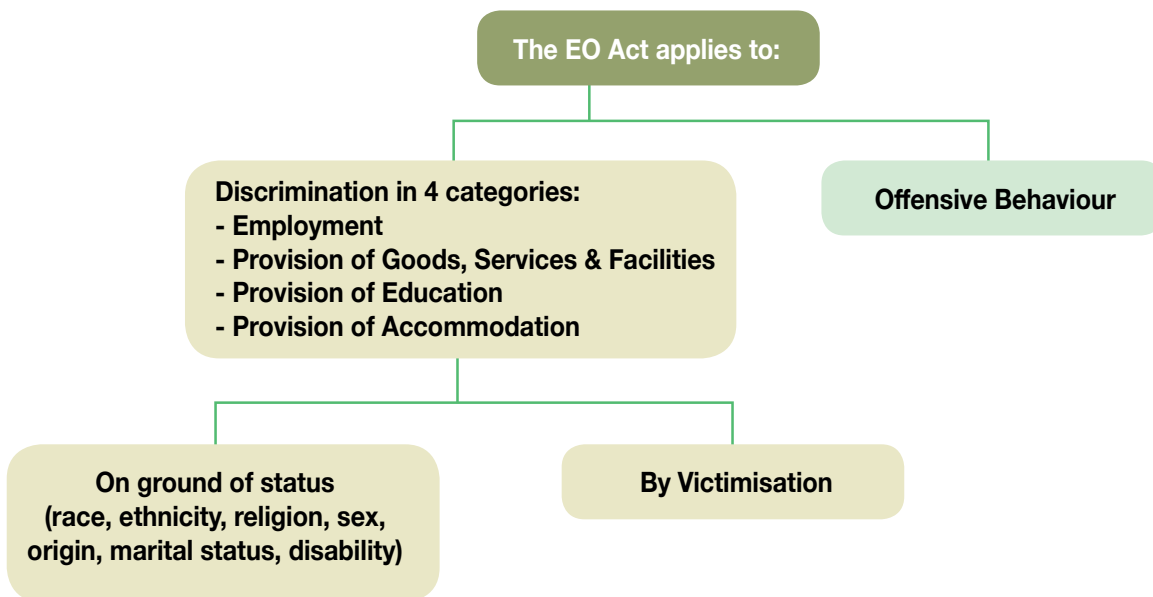 The EO Act applies to:
Discrimination in 4 categories:
- Employment
- Provision of Goods, Services & Facilities
- Provision of Education
- Provision of Accommodation
Offensive Behaviour
On ground of status
(race, ethnicity, religion, sex,
origin, marital status, disability)
By Victimisation